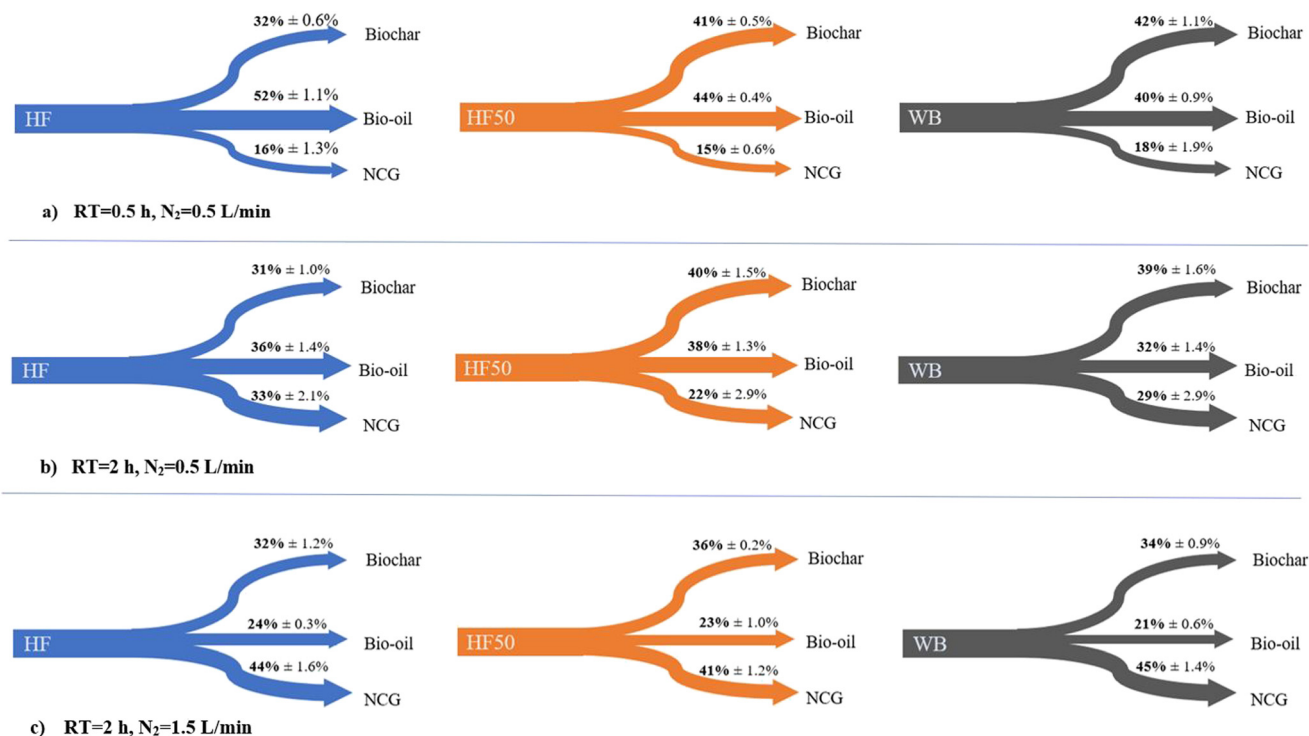 32% ± 0.6%
Biochar
HF
52% ± 1.1%
Bio-oil
16% ± 1.3%
NCG
41% ± 0.5%
Biochar
HF50
44% ± 0.4%
Bio-oil
15% ± 0.6%
NCG
42% ± 1.1%
Biochar
WB
40% ± 0.9%
Bio-oil
18% ± 1.9%
NCG
a) RT=0.5 h, N₂=0.5 L/min
31% ± 1.0%
Biochar
HF
36% ± 1.4%
Bio-oil
33% ± 2.1%
NCG
40% ± 1.5%
Biochar
HF50
38% ± 1.3%
Bio-oil
22% ± 2.9%
NCG
39% ± 1.6%
Biochar
WB
32% ± 1.4%
Bio-oil
29% ± 2.9%
NCG
b) RT=2 h, N₂=0.5 L/min
32% ± 1.2%
Biochar
HF
24% ± 0.3%
Bio-oil
44% ± 1.6%
NCG
36% ± 0.2%
Biochar
HF50
23% ± 1.0%
Bio-oil
41% ± 1.2%
NCG
34% ± 0.9%
Biochar
WB
21% ± 0.6%
Bio-oil
45% ± 1.4%
NCG
c) RT=2 h, N₂=1.5 L/min